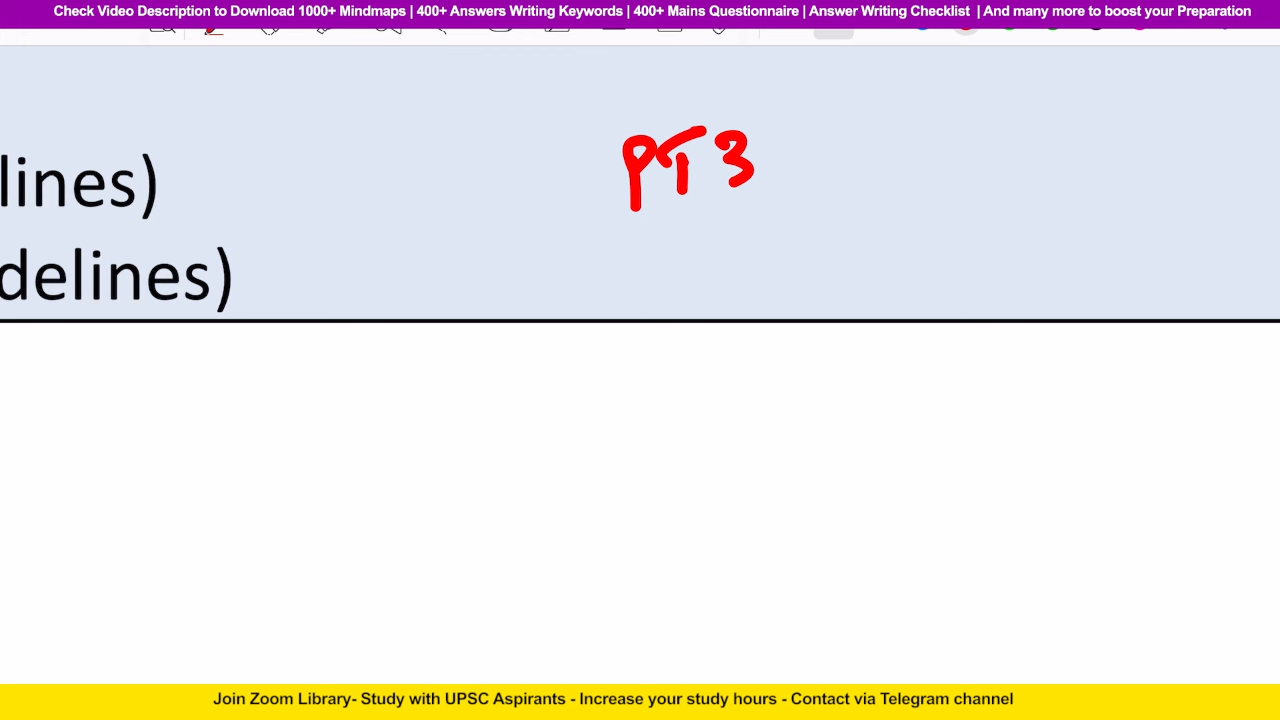 Check Video Description to Download 1000+ Mindmaps | 400+ Answers Writing Keywords | 400+ Mains Questionnaire | Answer Writing Checklist | And many more to boost your Preparation
PT3
lines)
delines)
Join Zoom Library- Study with UPSC Aspirants - Increase your study hours - Contact via Telegram channel